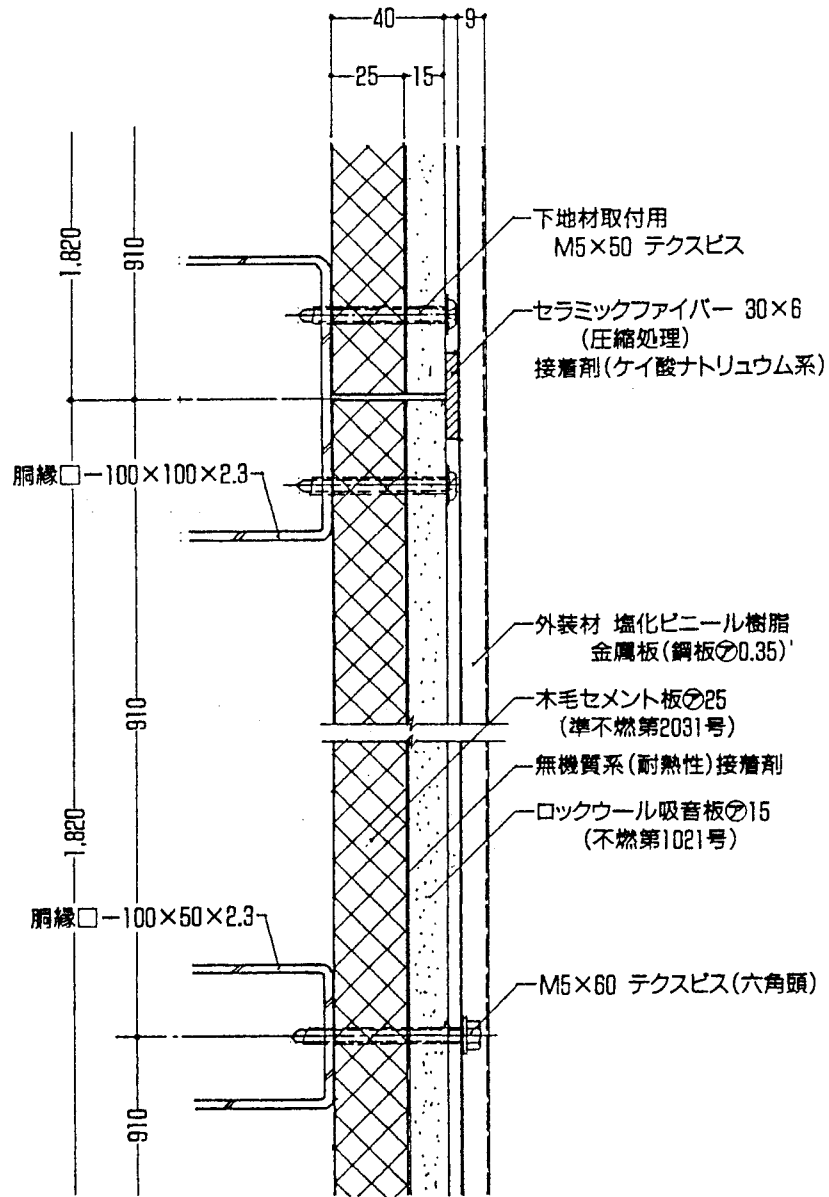 40
9
25
15
1,820
910
下地材取付用
M5×50 テクスビス
セラミックファイバー 30×6
(圧縮処理)
接着剤(ケイ酸ナトリュウム系)
胴縁□-100×100×2.3
外装材 塩化ビニール樹脂
金属板(鋼板㋐0.35)
910
木毛セメント板㋐25
(準不燃第2031号)
無機質系(耐熱性)接着剤
1,820
ロックウール吸音板㋐15
(不燃第1021号)
胴縁□-100×50×2.3
M5×60 テクスビス(六角頭)
910